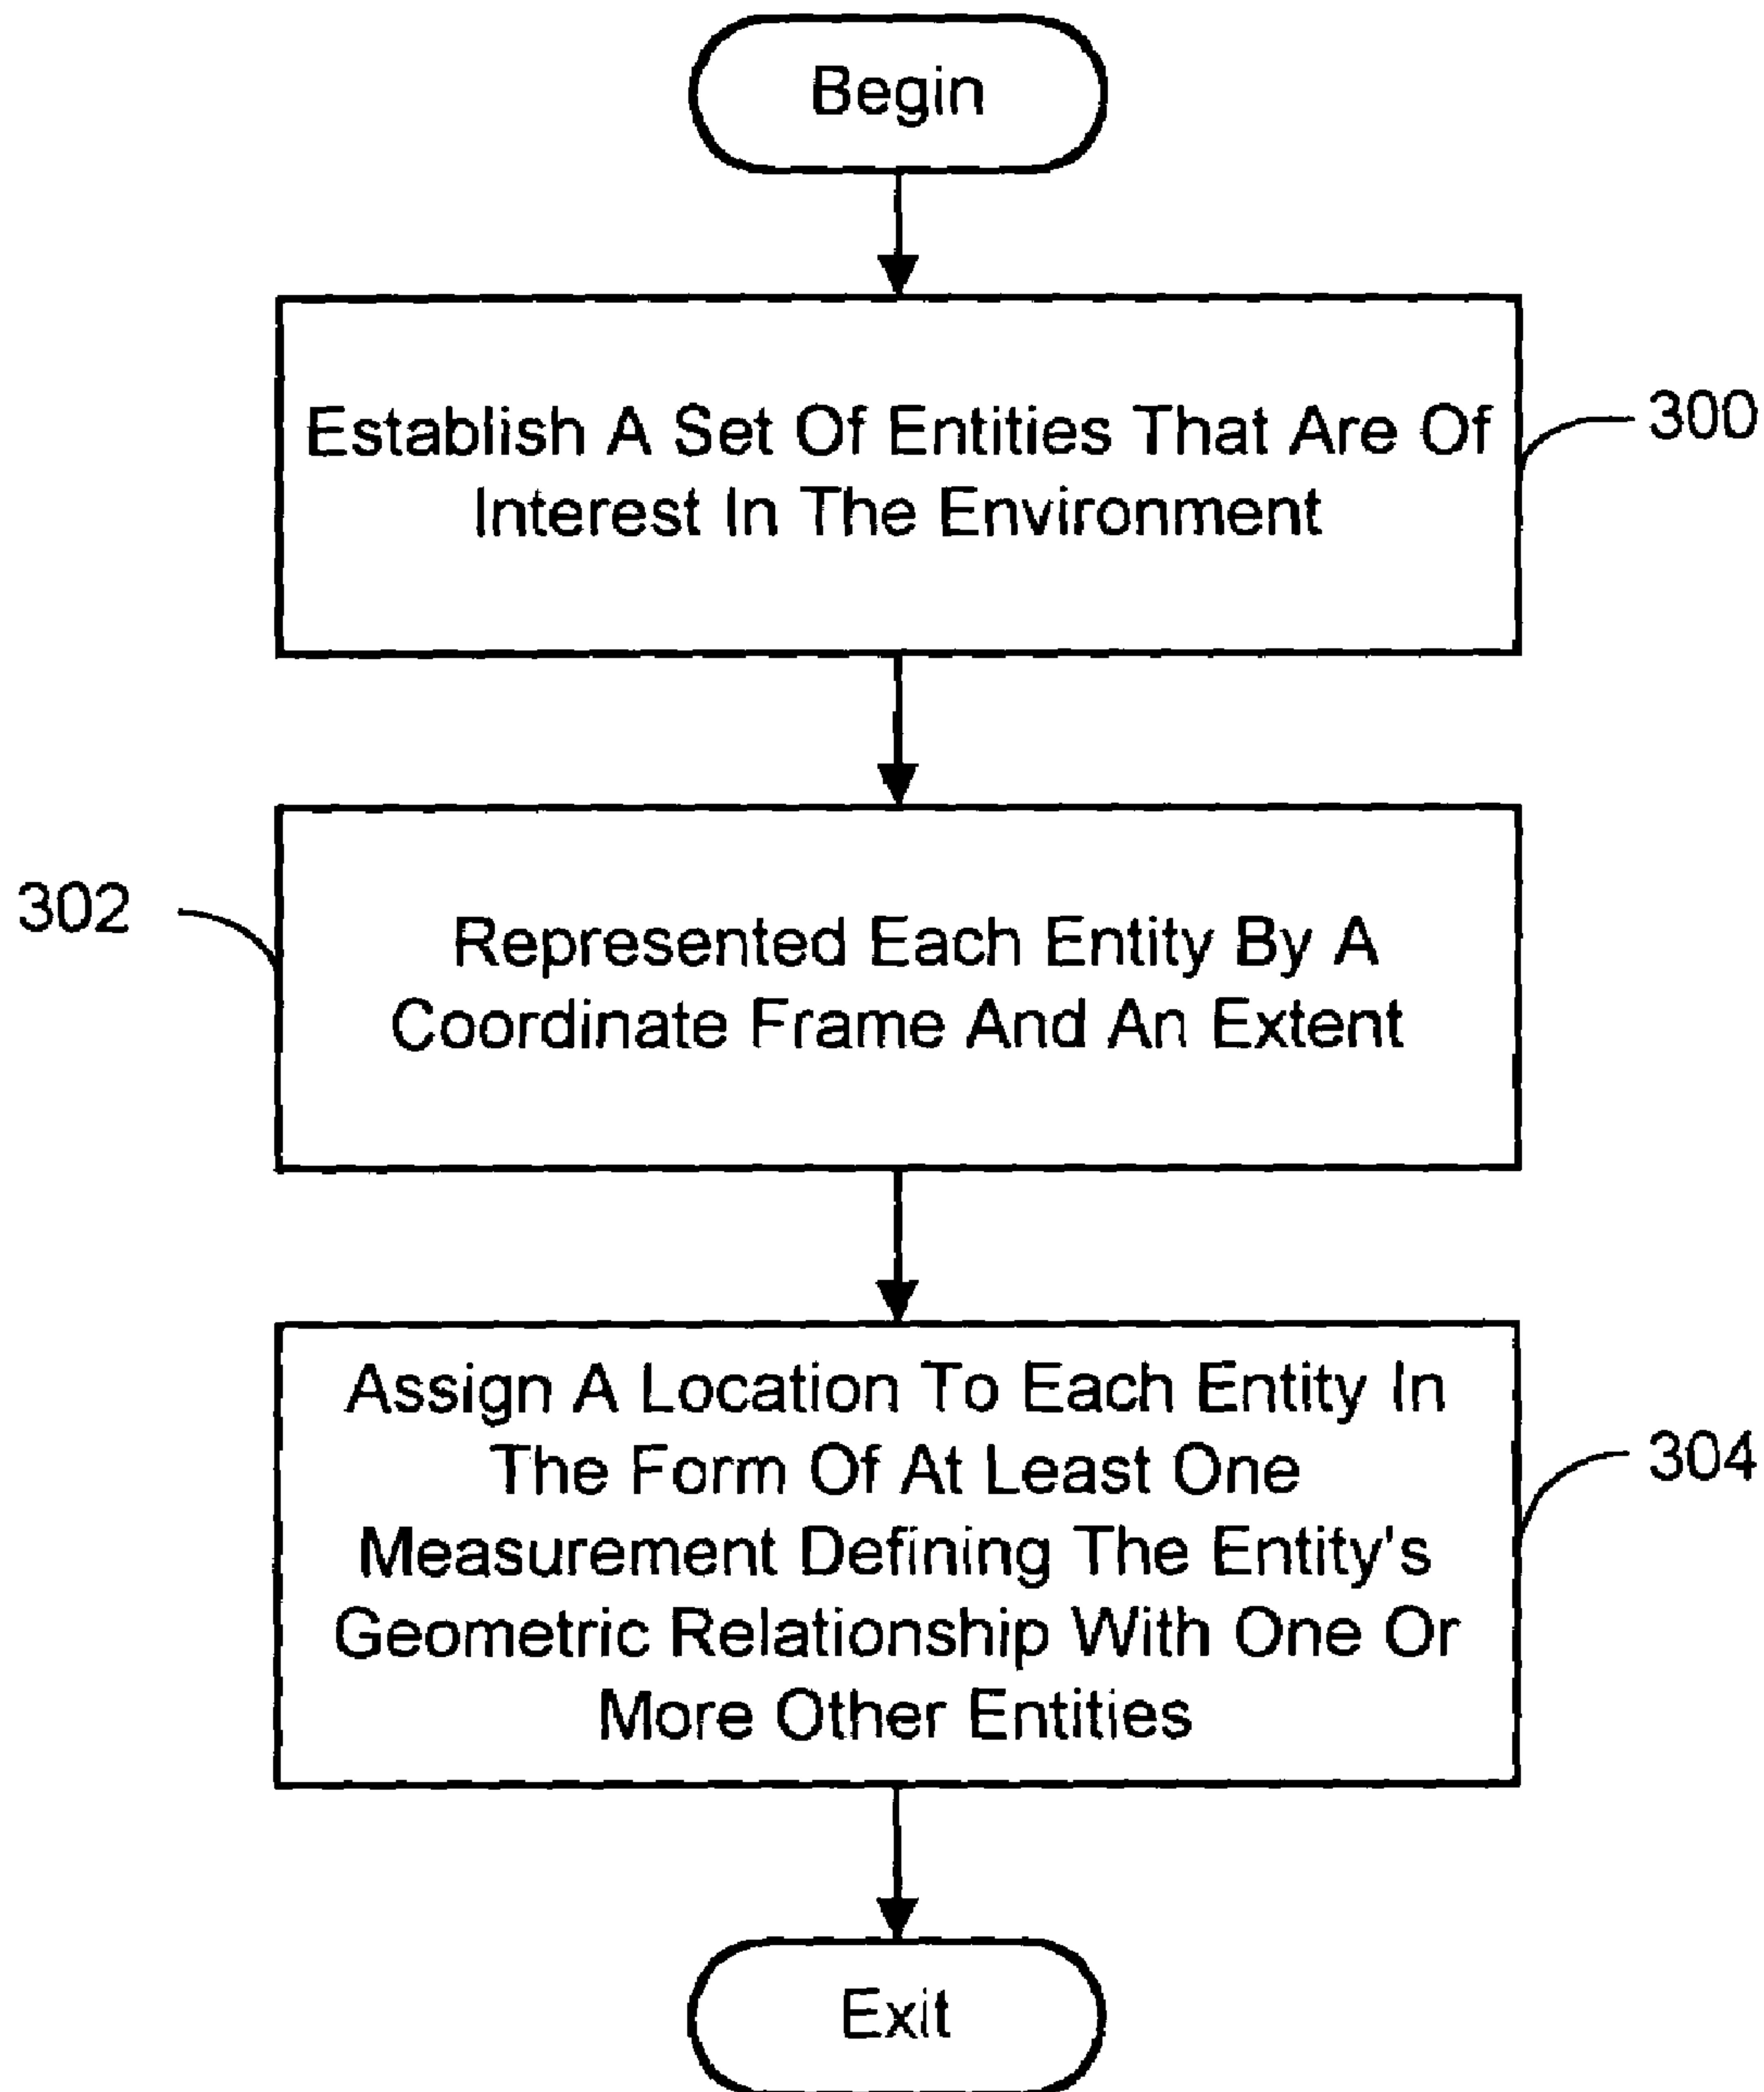 Begin
Establish A Set Of Entities That Are Of
Interest In The Environment
300
302
Represented Each Entity By A
Coordinate Frame And An Extent
Assign A Location To Each Entity In
The Form Of At Least One
Measurement Defining The Entity's
Geometric Relationship With One Or
More Other Entities
304
Exit